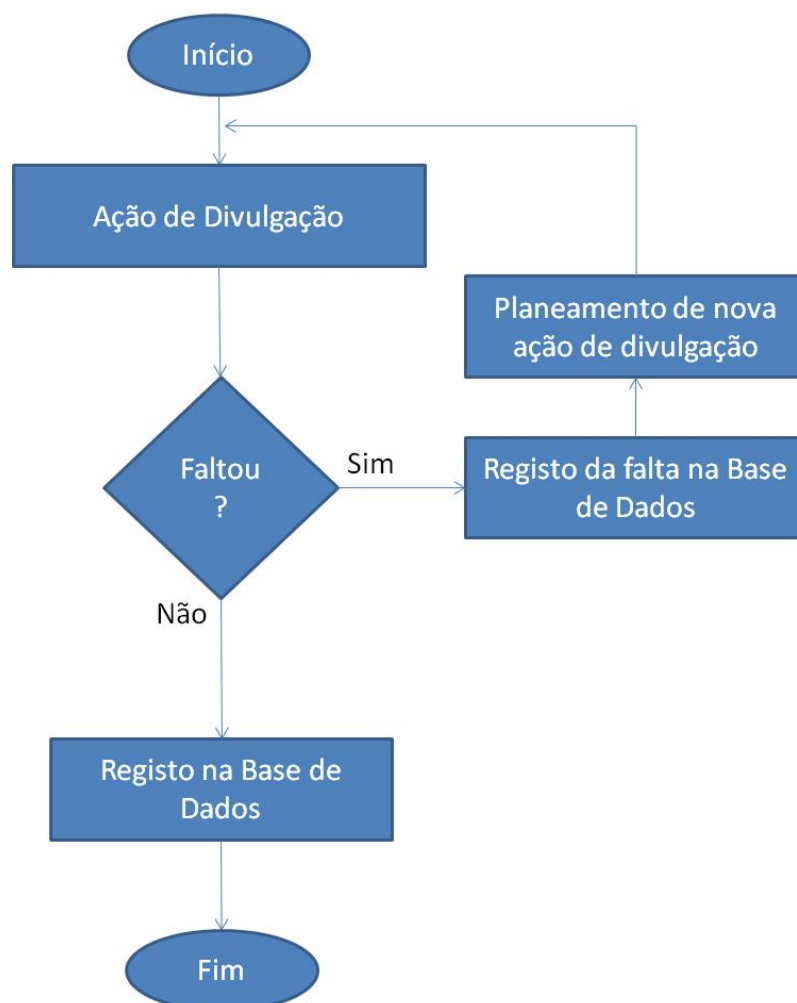 Início
Ação de Divulgação
Planeamento de nova
ação de divulgação
Faltou
?
Sim
Registo da falta na Base
de Dados
Não
Registo na Base de
Dados
Fim